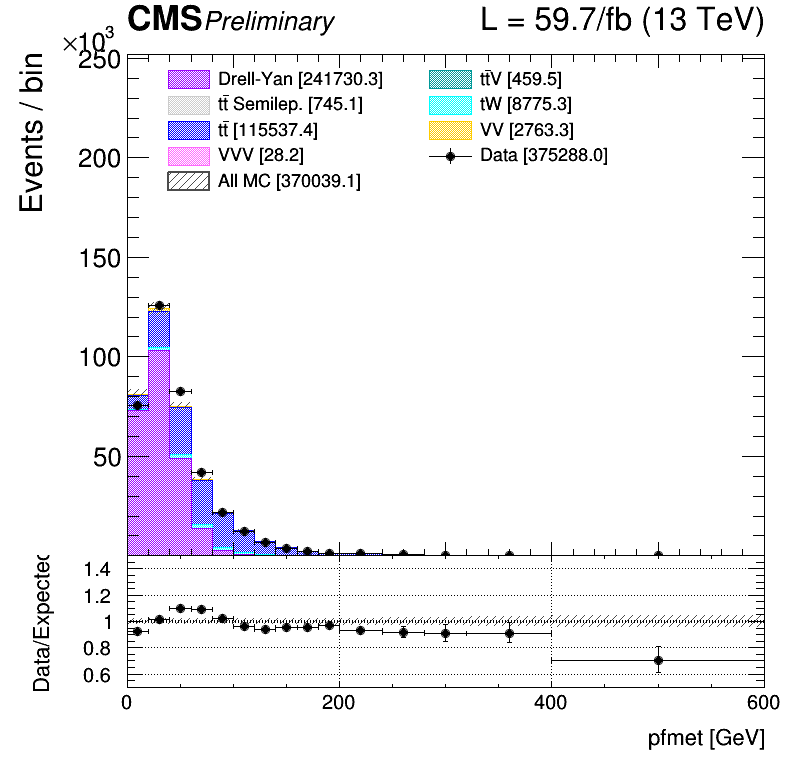 CMS Preliminary L = 59.7/fb (13 TeV)
×10³
Events / bin
250
200
150
100
50
Drell-Yan [241730.3]
tt̄ Semilep. [745.1]
tt̄ [115537.4]
VVV [28.2]
All MC [370039.1]
tt̄V [459.5]
tW [8775.3]
VV [2763.3]
Data [375288.0]
Data/Expected
1.4
1.2
1
0.8
0.6
0 200 400 600
pfmet [GeV]